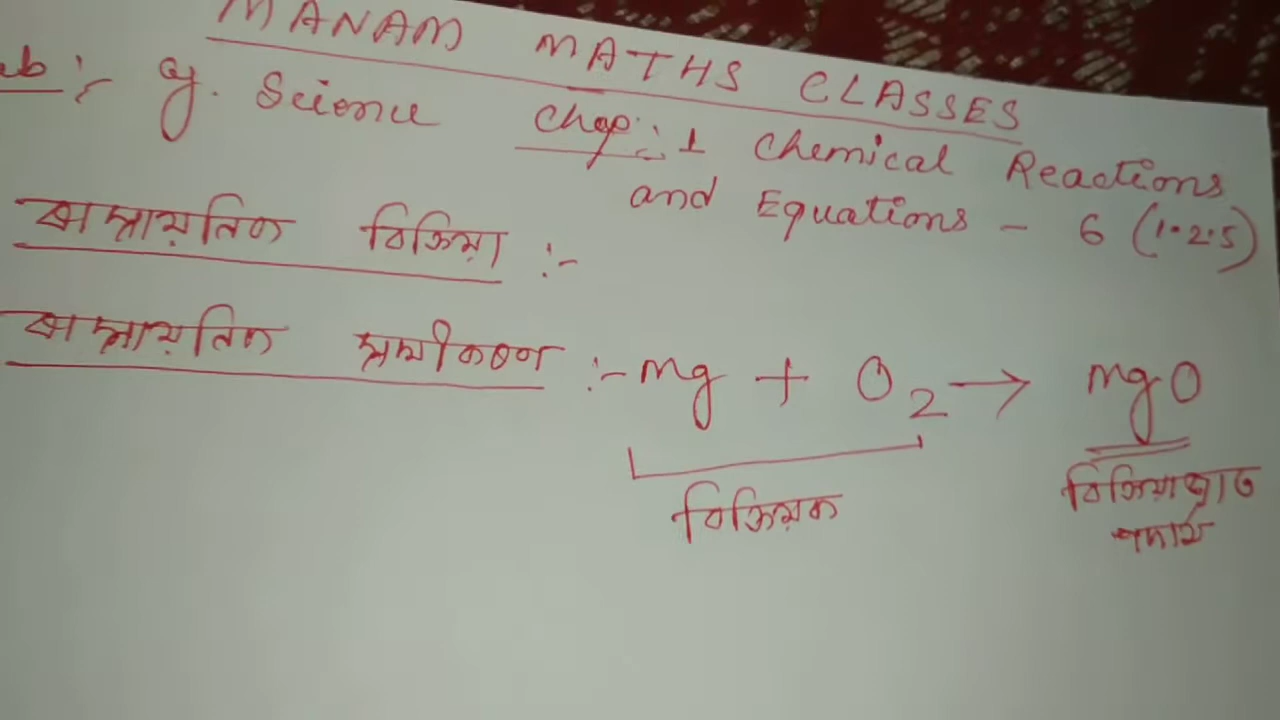 MANAM MATHS CLASSES
Sub:- G. Science Chap:1 Chemical Reactions
and Equations - 6 (1.2.5)
ৰাসায়নিক বিক্ৰিয়া :-
ৰাসায়নিক সমীকৰণ :- Mg + O2 → MgO
বিক্ৰিয়ক বিক্ৰিয়াজাত
পদাৰ্থ